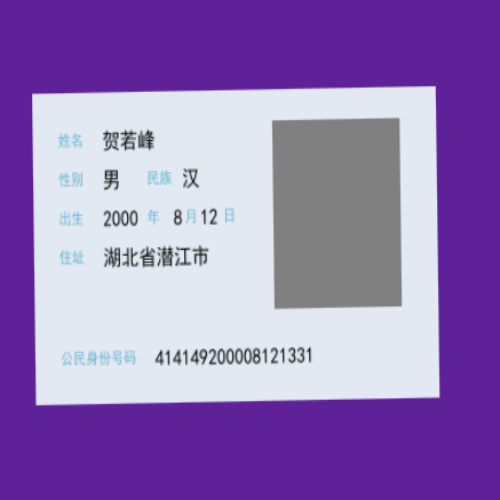 姓名 贺若峰
性别 男 民族 汉
出生 2000 年 8 月 12 日
住址 湖北省潜江市
公民身份号码 414149200008121331